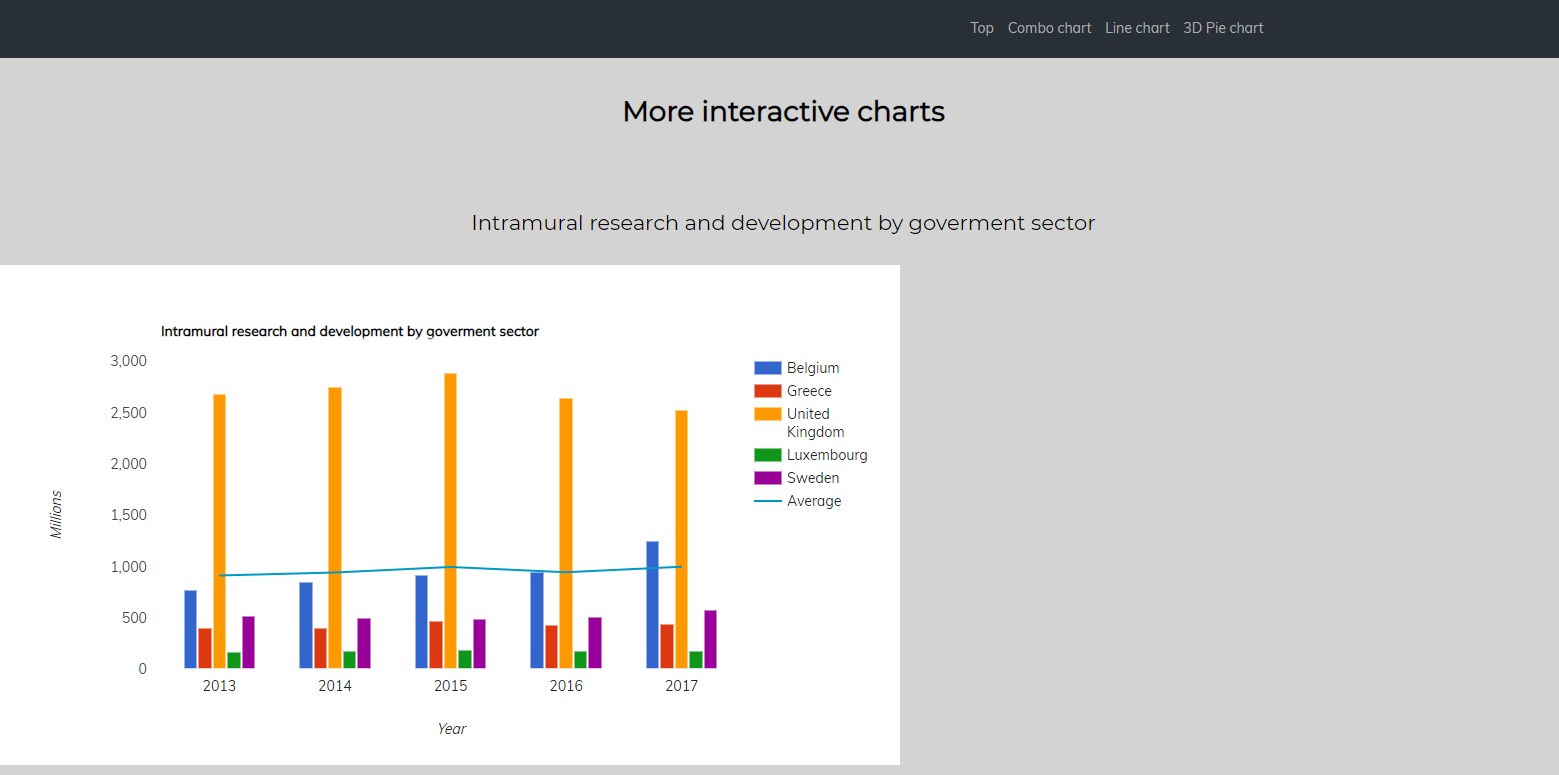 Top Combo chart Line chart 3D Pie chart
More interactive charts
Intramural research and development by goverment sector
Intramural research and development by goverment sector
3,000
2,500
2,000
1,500
1,000
500
0
Millions
2013 2014 2015 2016 2017
Year
Belgium
Greece
United
Kingdom
Luxembourg
Sweden
Average